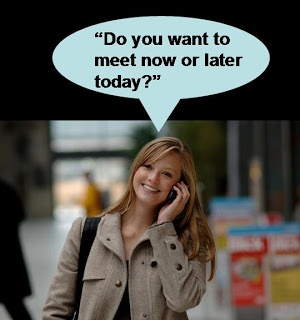 “Do you want to
meet now or later
today?”